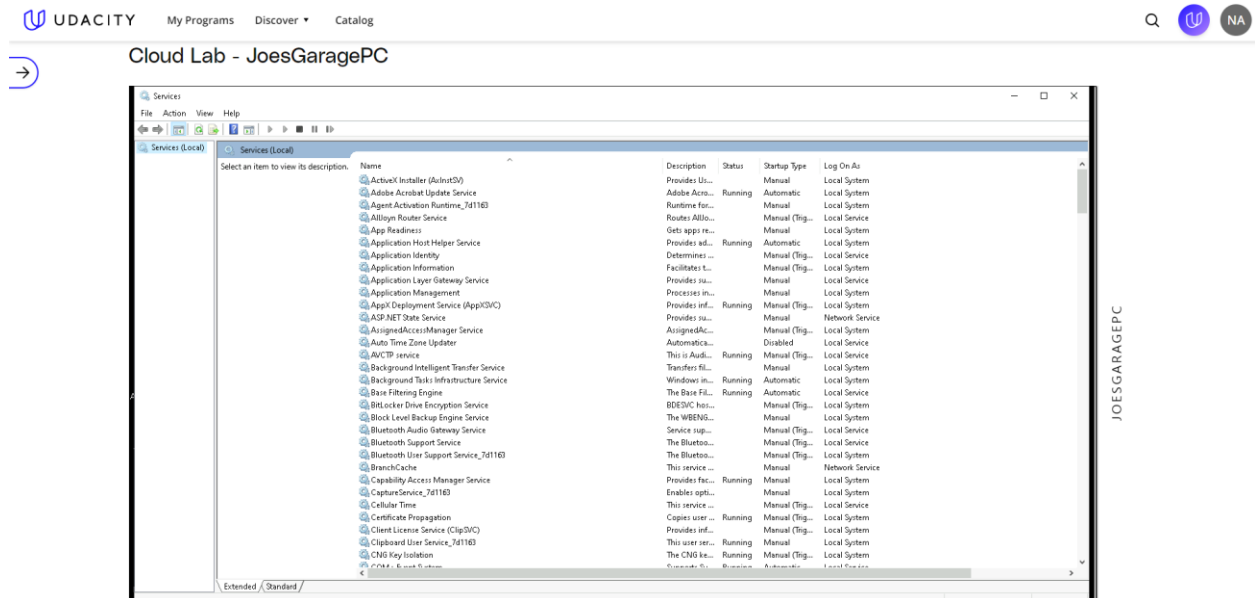 UDACITY My Programs Discover Catalog NA
Cloud Lab - JoesGaragePC
Services
File Action View Help
Services (Local) Services (Local)
Select an item to view its description. Name Description Status Startup Type Log On As
ActiveX Installer (AxInstSV) Provides Us... Manual Local System
Adobe Acrobat Update Service Adobe Acro... Running Automatic Local System
Agent Activation Runtime_7d1163 Runtime for... Manual Local System
AllJoyn Router Service Routes AllJo... Manual (Trig... Local Service
App Readiness Gets apps re... Manual Local System
Application Host Helper Service Provides ad... Running Automatic Local System
Application Identity Determines ... Manual (Trig... Local Service
Application Information Facilitates t... Manual (Trig... Local System
Application Layer Gateway Service Provides su... Manual Local Service
Application Management Processes in... Manual Local System
AppX Deployment Service (AppXSVC) Provides inf... Running Manual (Trig... Local System
ASP.NET State Service Provides su... Manual Network Service
AssignedAccessManager Service AssignedAc... Manual (Trig... Local System
Auto Time Zone Updater Automatica... Disabled Local Service
AVCTP service This is Audi... Running Manual (Trig... Local Service
Background Intelligent Transfer Service Transfers fil... Manual Local System
Background Tasks Infrastructure Service Windows in... Running Automatic Local System
Base Filtering Engine The Base Fil... Running Automatic Local Service
BitLocker Drive Encryption Service BDESVC hos... Manual (Trig... Local System
Block Level Backup Engine Service The WBENG... Manual Local System
Bluetooth Audio Gateway Service Service sup... Manual (Trig... Local Service
Bluetooth Support Service The Bluetoo... Manual (Trig... Local Service
Bluetooth User Support Service_7d1163 The Bluetoo... Manual (Trig... Local System
BranchCache This service ... Manual Network Service
Capability Access Manager Service Provides fac... Running Manual Local System
CaptureService_7d1163 Enables opti... Manual Local System
Cellular Time This service ... Manual (Trig... Local Service
Certificate Propagation Copies user ... Running Manual (Trig... Local System
Client License Service (ClipSVC) Provides inf... Manual (Trig... Local System
Clipboard User Service_7d1163 This user ser... Running Manual Local System
CNG Key Isolation The CNG ke... Running Manual (Trig... Local System
COM+ Event System Supports Sy... Running Automatic Local Service
Extended Standard
JOESGARAGEPC